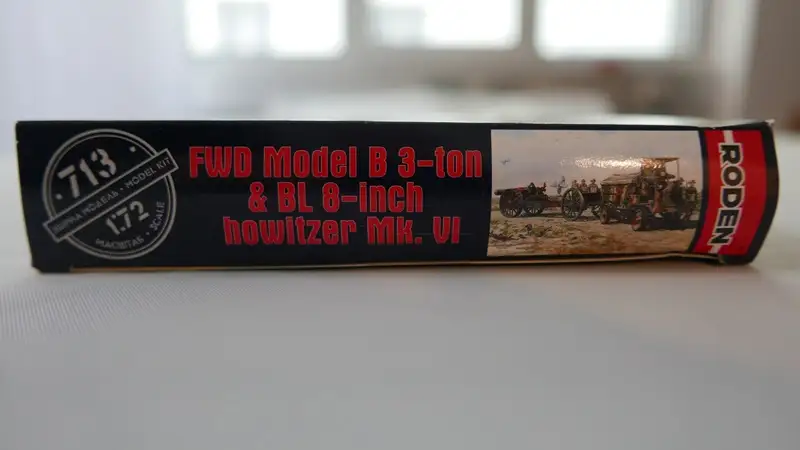 713
ЗБІРНА МОДЕЛЬ • MODEL KIT
1:72
МАСШТАБ • SCALE
FWD Model B 3-ton
& BL 8-inch
howitzer Mk. VI
RODEN